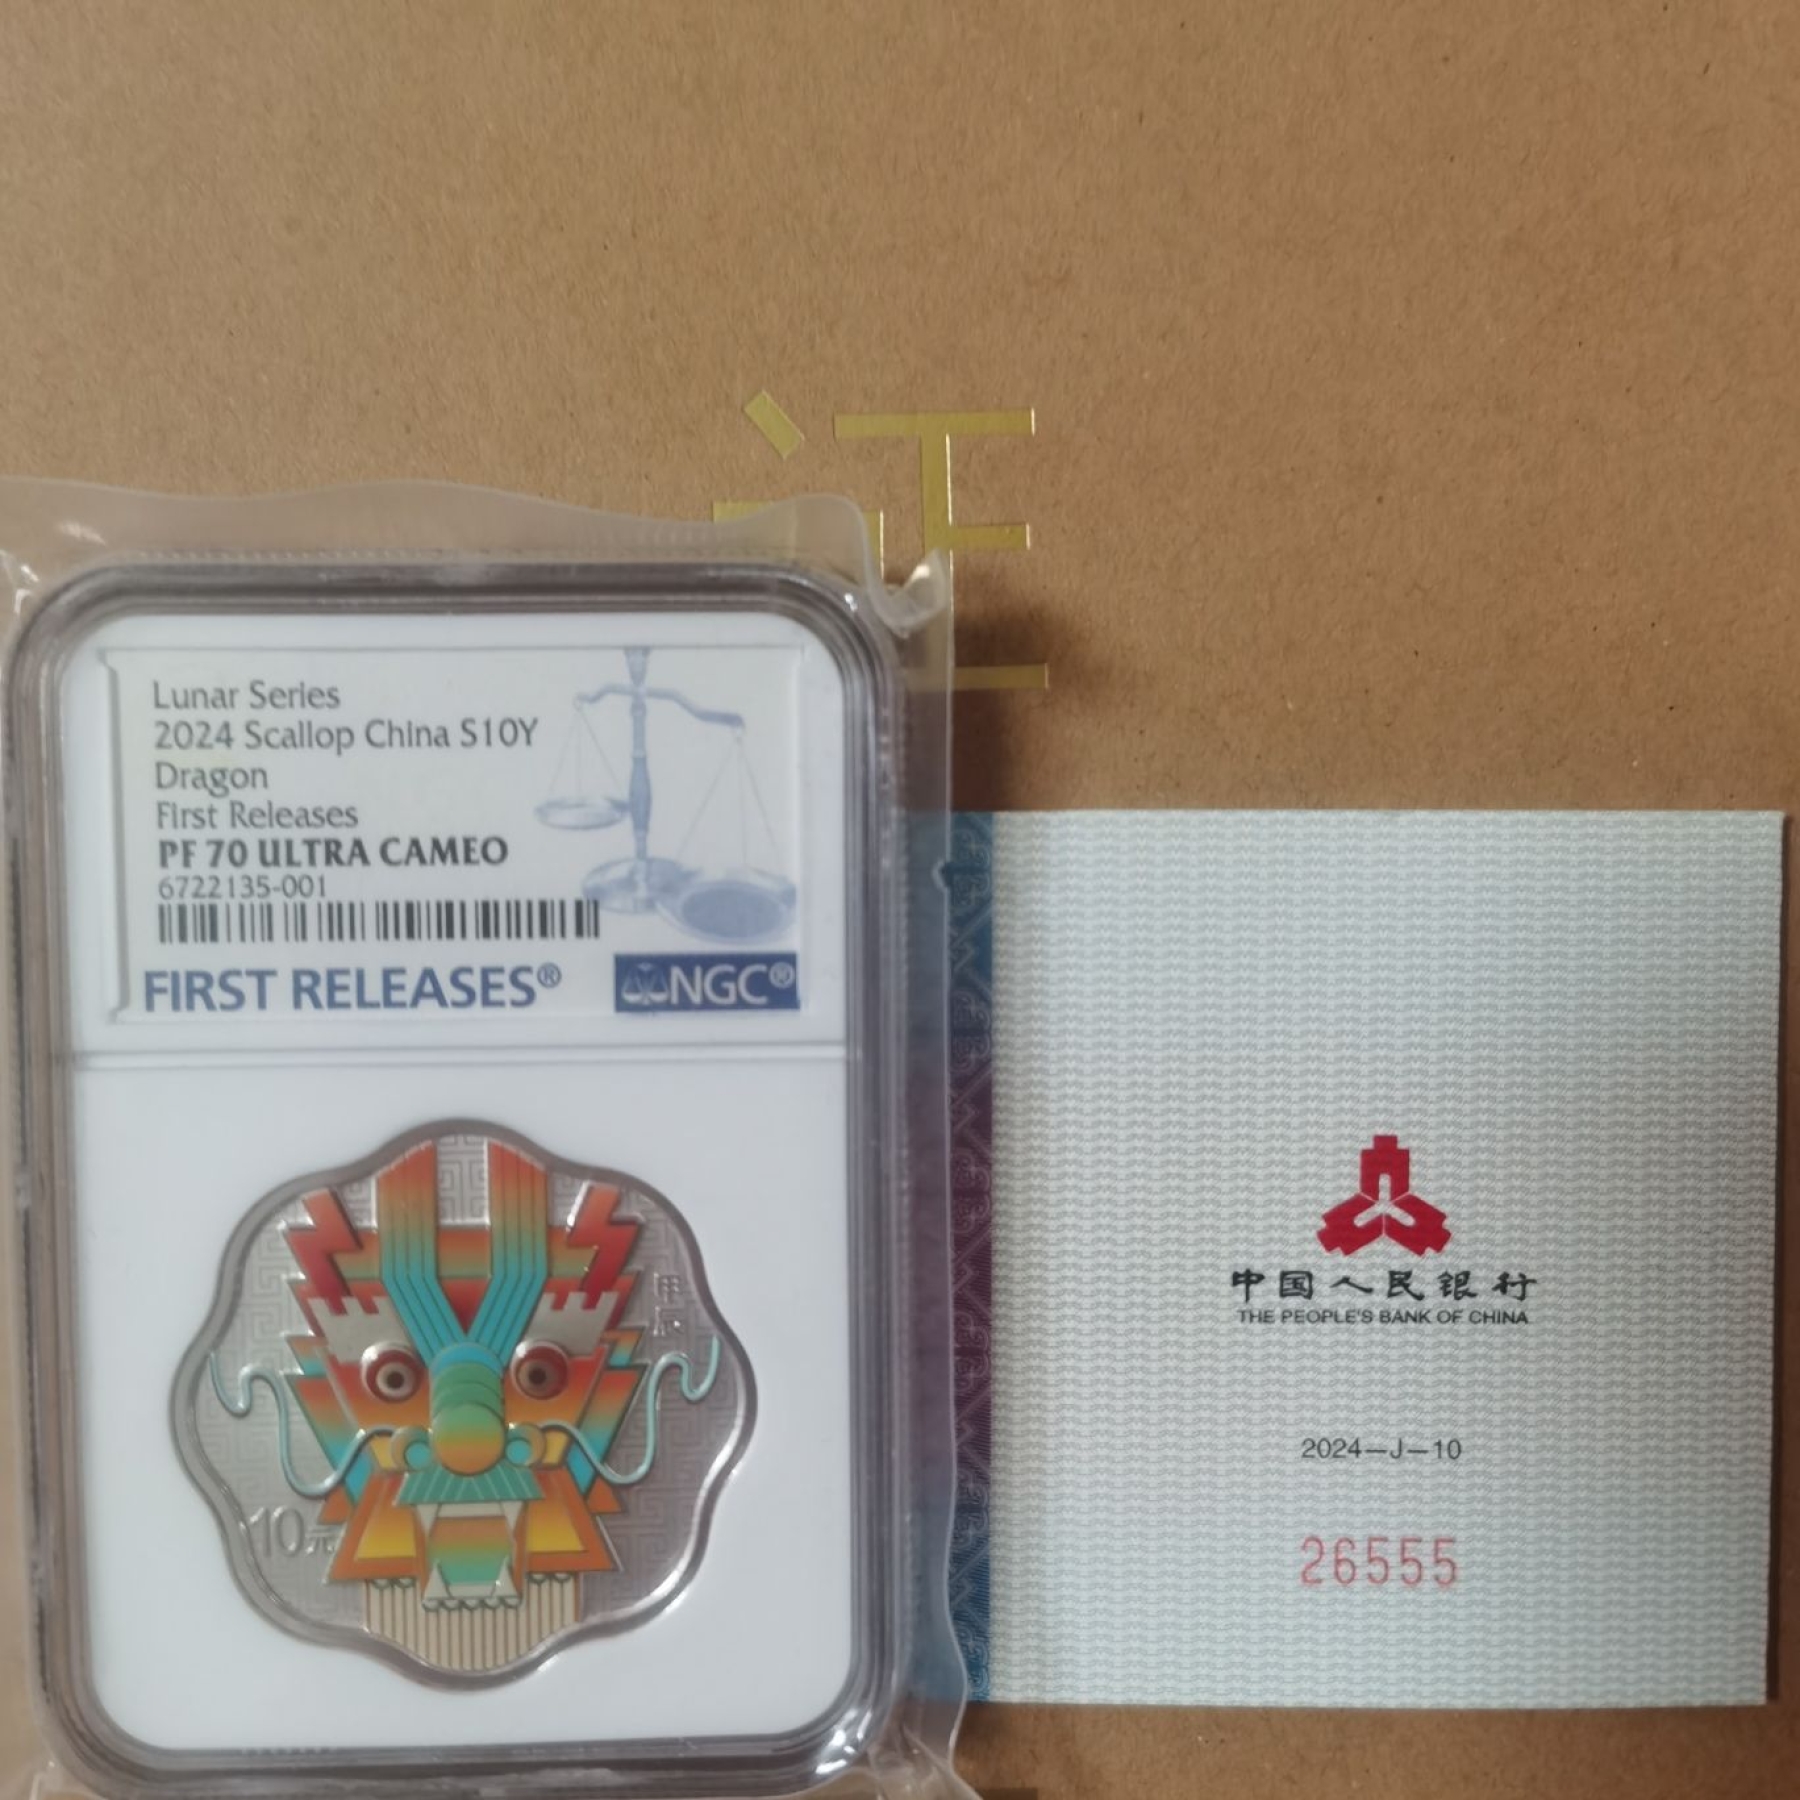 证
Lunar Series
2024 Scallop China S10Y
Dragon
First Releases
PF 70 ULTRA CAMEO
6722135-001
FIRST RELEASES®
NGC®
甲辰
10元
中国人民银行
THE PEOPLE'S BANK OF CHINA
2024—J—10
26555